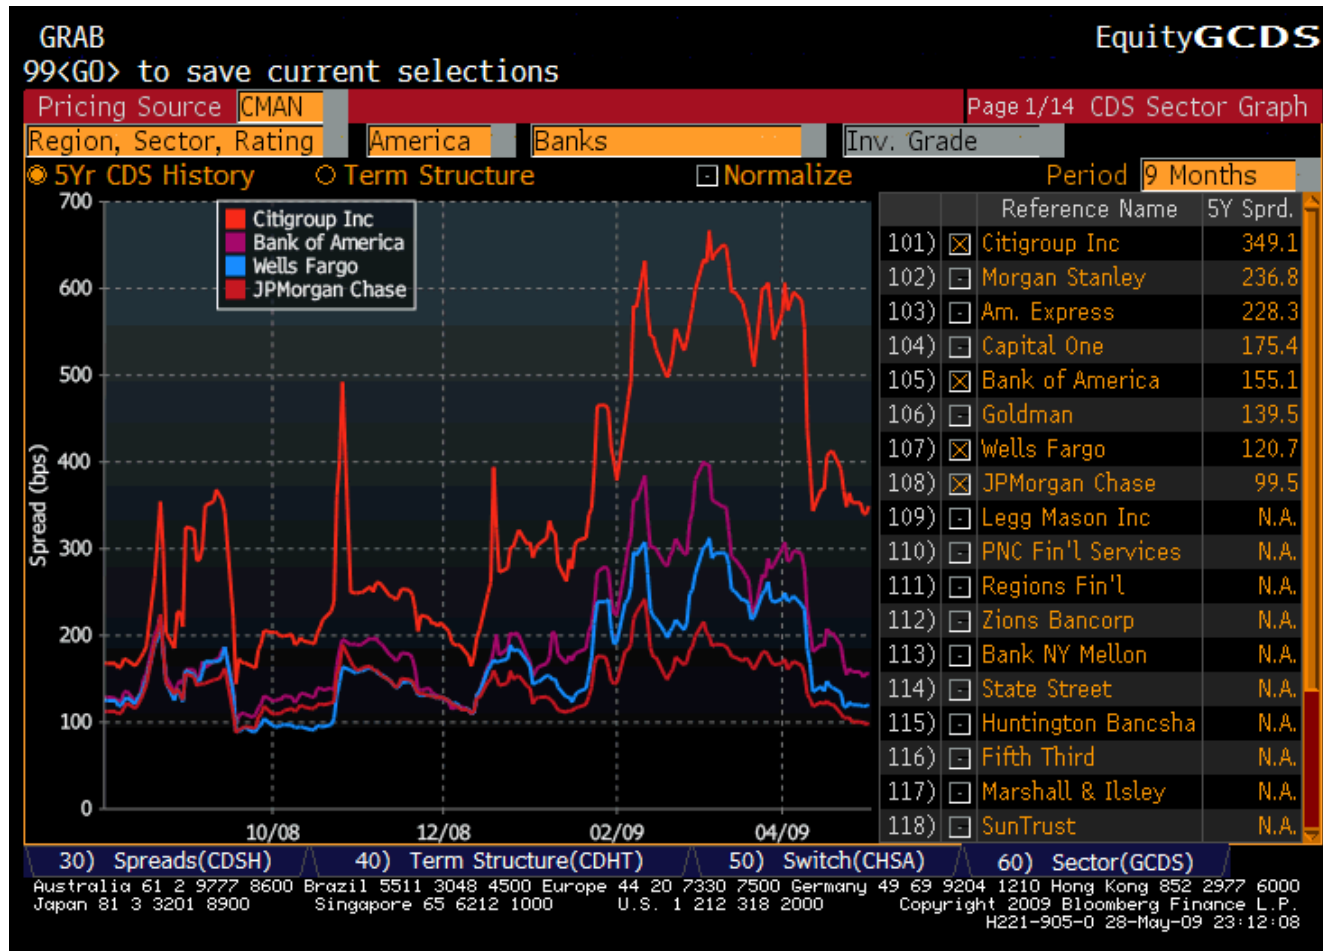 GRAB EquityGCDS
99<GO> to save current selections
Pricing Source CMAN Page 1/14 CDS Sector Graph
Region, Sector, Rating America Banks Inv. Grade
5Yr CDS History Term Structure Normalize Period 9 Months
Reference Name 5Y Sprd.
101) Citigroup Inc 349.1
102) Morgan Stanley 236.8
103) Am. Express 228.3
104) Capital One 175.4
105) Bank of America 155.1
106) Goldman 139.5
107) Wells Fargo 120.7
108) JPMorgan Chase 99.5
109) Legg Mason Inc N.A.
110) PNC Fin'l Services N.A.
111) Regions Fin'l N.A.
112) Zions Bancorp N.A.
113) Bank NY Mellon N.A.
114) State Street N.A.
115) Huntington Bancsha N.A.
116) Fifth Third N.A.
117) Marshall & Ilsley N.A.
118) SunTrust N.A.
Citigroup Inc
Bank of America
Wells Fargo
JPMorgan Chase
Spread (bps)
700
600
500
400
300
200
100
0
10/08 12/08 02/09 04/09
30) Spreads(CDSH) 40) Term Structure(CDHT) 50) Switch(CHSA) 60) Sector(GCDS)
Australia 61 2 9777 8600 Brazil 5511 3048 4500 Europe 44 20 7330 7500 Germany 49 69 9204 1210 Hong Kong 852 2977 6000
Japan 81 3 3201 8900 Singapore 65 6212 1000 U.S. 1 212 318 2000 Copyright 2009 Bloomberg Finance L.P.
H221-905-0 28-May-09 23:12:08